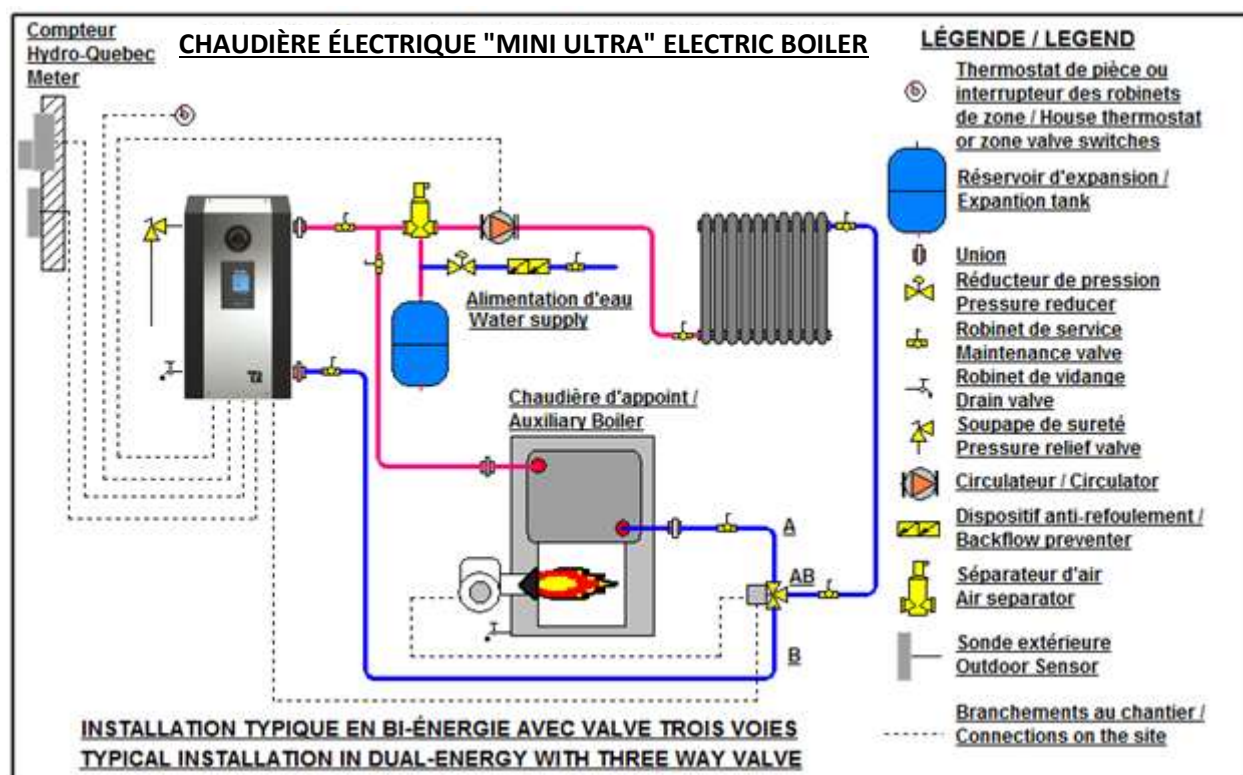 Compteur
Hydro-Quebec
Meter
CHAUDIÈRE ÉLECTRIQUE "MINI ULTRA" ELECTRIC BOILER
Alimentation d'eau
Water supply
Chaudière d'appoint /
Auxiliary Boiler
A
AB
B
INSTALLATION TYPIQUE EN BI-ÉNERGIE AVEC VALVE TROIS VOIES
TYPICAL INSTALLATION IN DUAL-ENERGY WITH THREE WAY VALVE
LÉGENDE / LEGEND
Thermostat de pièce ou
interrupteur des robinets
de zone / House thermostat
or zone valve switches
Réservoir d'expansion /
Expantion tank
Union
Réducteur de pression
Pressure reducer
Robinet de service
Maintenance valve
Robinet de vidange
Drain valve
Soupape de sureté
Pressure relief valve
Circulateur / Circulator
Dispositif anti-refoulement /
Backflow preventer
Séparateur d'air
Air separator
Sonde extérieure
Outdoor Sensor
Branchements au chantier /
Connections on the site